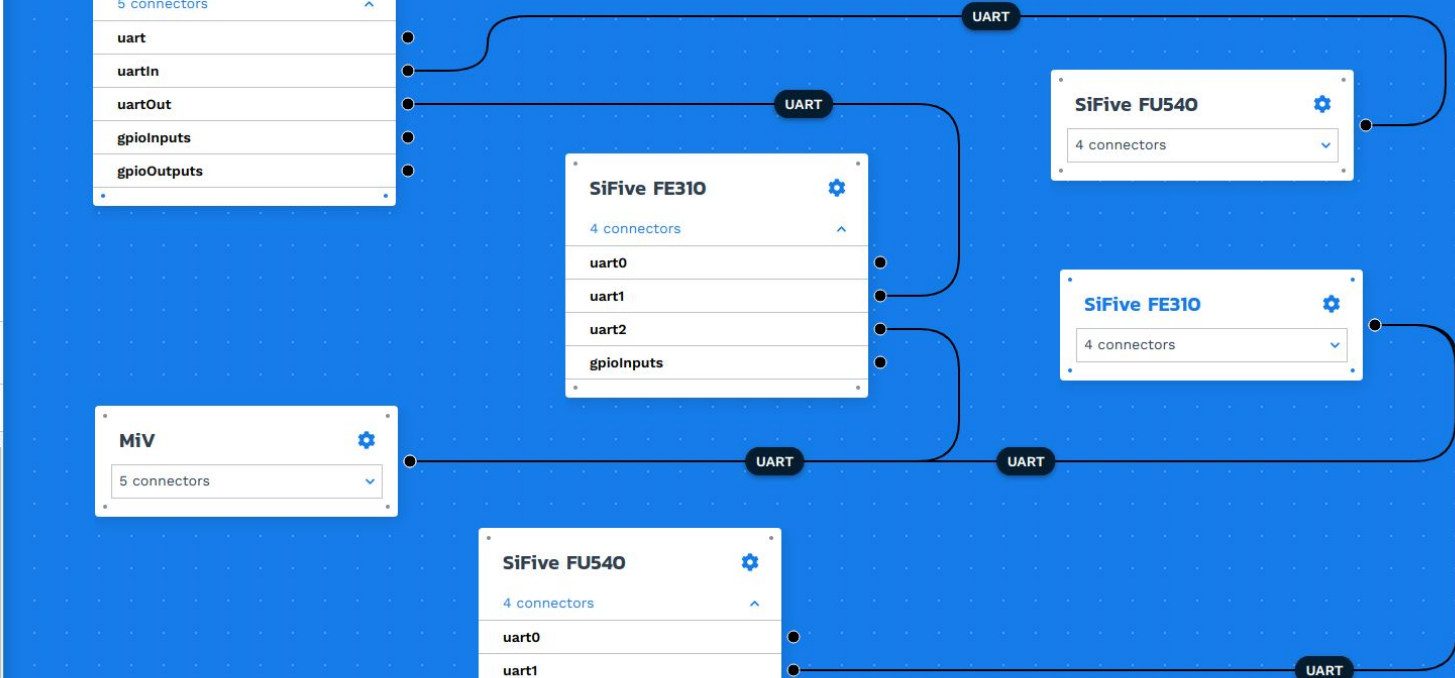 5 connectors
uart
uartIn
uartOut
gpioInputs
gpioOutputs
UART
UART
SiFive FU540
4 connectors
SiFive FE310
4 connectors
uart0
uart1
uart2
gpioInputs
SiFive FE310
4 connectors
MiV
5 connectors
UART
UART
SiFive FU540
4 connectors
uart0
uart1
UART